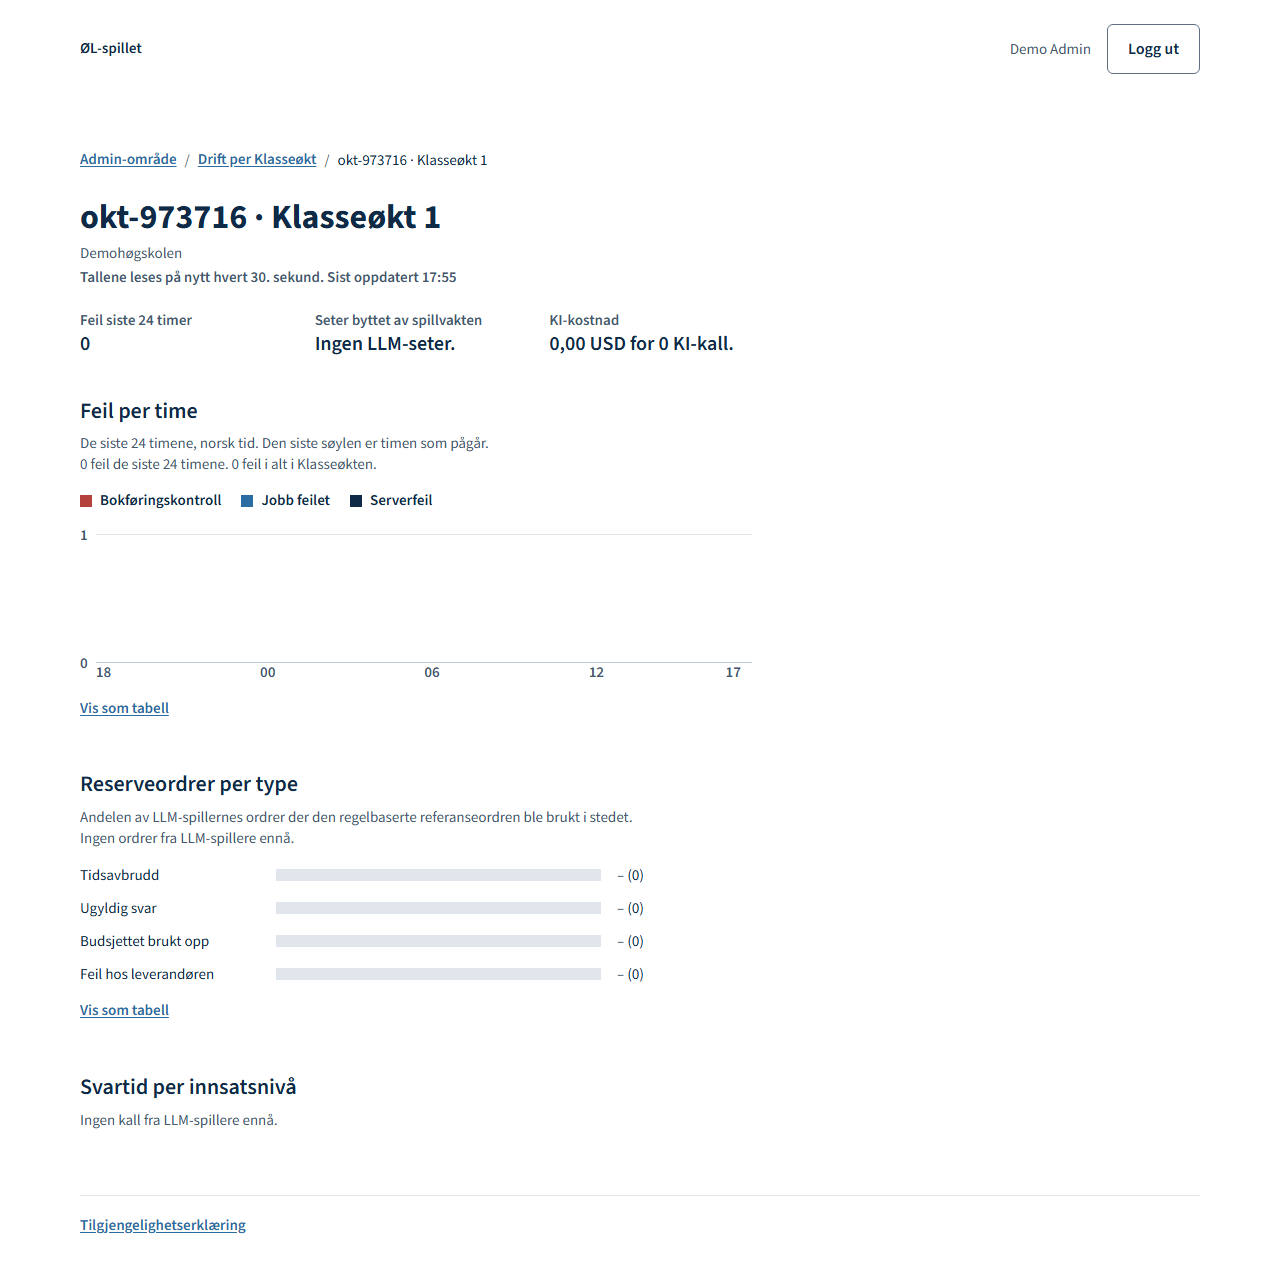 ØL-spillet
Demo Admin
Logg ut
Admin-område / Drift per Klasseøkt / okt-973716 · Klasseøkt 1
okt-973716 · Klasseøkt 1
Demohøgskolen
Tallene leses på nytt hvert 30. sekund. Sist oppdatert 17:55
Feil siste 24 timer
0
Seter byttet av spillvakten
Ingen LLM-seter.
KI-kostnad
0,00 USD for 0 KI-kall.
Feil per time
De siste 24 timene, norsk tid. Den siste søylen er timen som pågår.
0 feil de siste 24 timene. 0 feil i alt i Klasseøkten.
Bokføringskontroll Jobb feilet Serverfeil
1
0
18 00 06 12 17
Vis som tabell
Reserveordrer per type
Andelen av LLM-spillernes ordrer der den regelbaserte referanseordren ble brukt i stedet.
Ingen ordrer fra LLM-spillere ennå.
Tidsavbrudd – (0)
Ugyldig svar – (0)
Budsjettet brukt opp – (0)
Feil hos leverandøren – (0)
Vis som tabell
Svartid per innsatsnivå
Ingen kall fra LLM-spillere ennå.
Tilgjengelighetserklæring